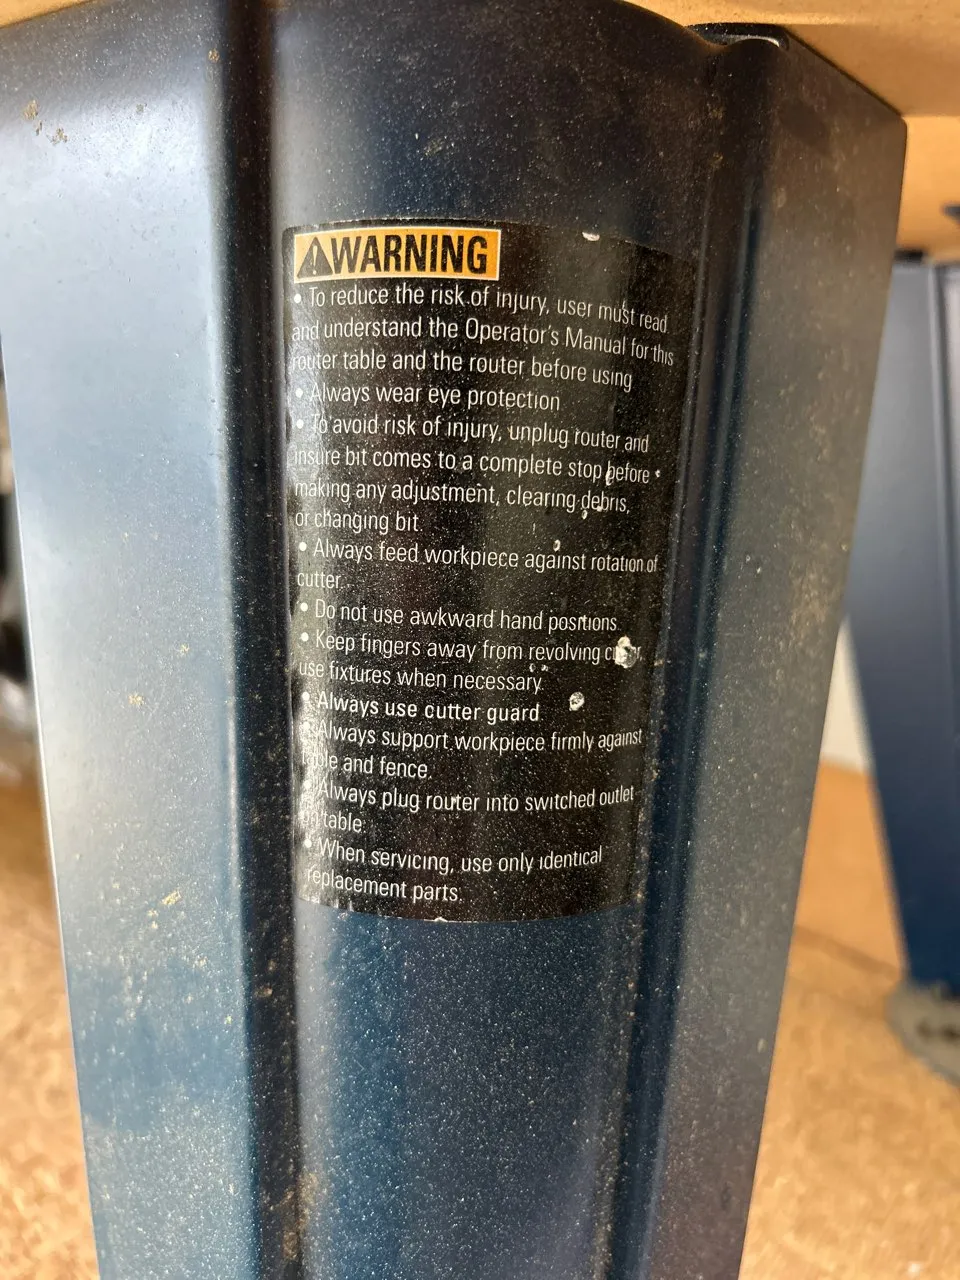 WARNING
• To reduce the risk of injury, user must read
and understand the Operator's Manual for this
router table and the router before using
• Always wear eye protection
• To avoid risk of injury, unplug router and
insure bit comes to a complete stop before
making any adjustment, clearing debris,
or changing bit.
• Always feed workpiece against rotation of
cutter.
• Do not use awkward hand positions.
• Keep fingers away from revolving
use fixtures when necessary.
• Always use cutter guard
Always support workpiece firmly against
and fence.
Always plug router into switched outlet
on table.
• When servicing, use only identical
replacement parts.